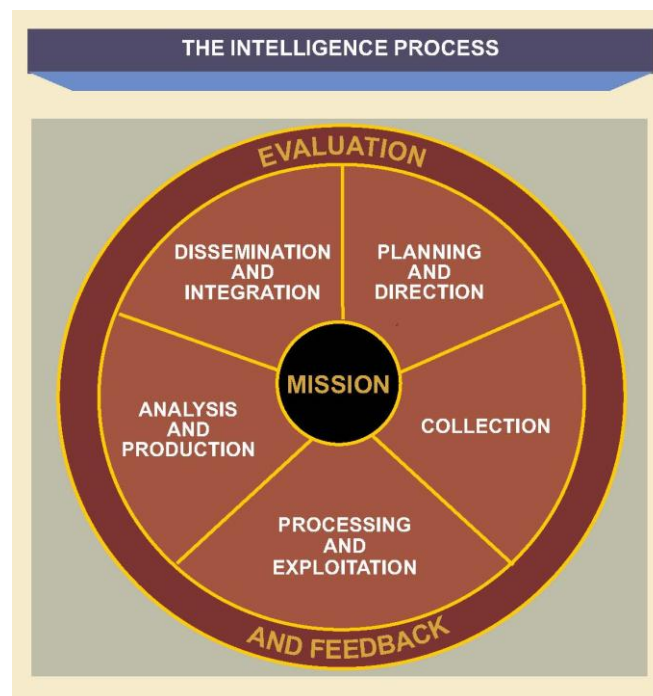 THE INTELLIGENCE PROCESS
EVALUATION
DISSEMINATION
AND
INTEGRATION
PLANNING
AND
DIRECTION
MISSION
ANALYSIS
AND
PRODUCTION
COLLECTION
PROCESSING
AND
EXPLOITATION
AND FEEDBACK